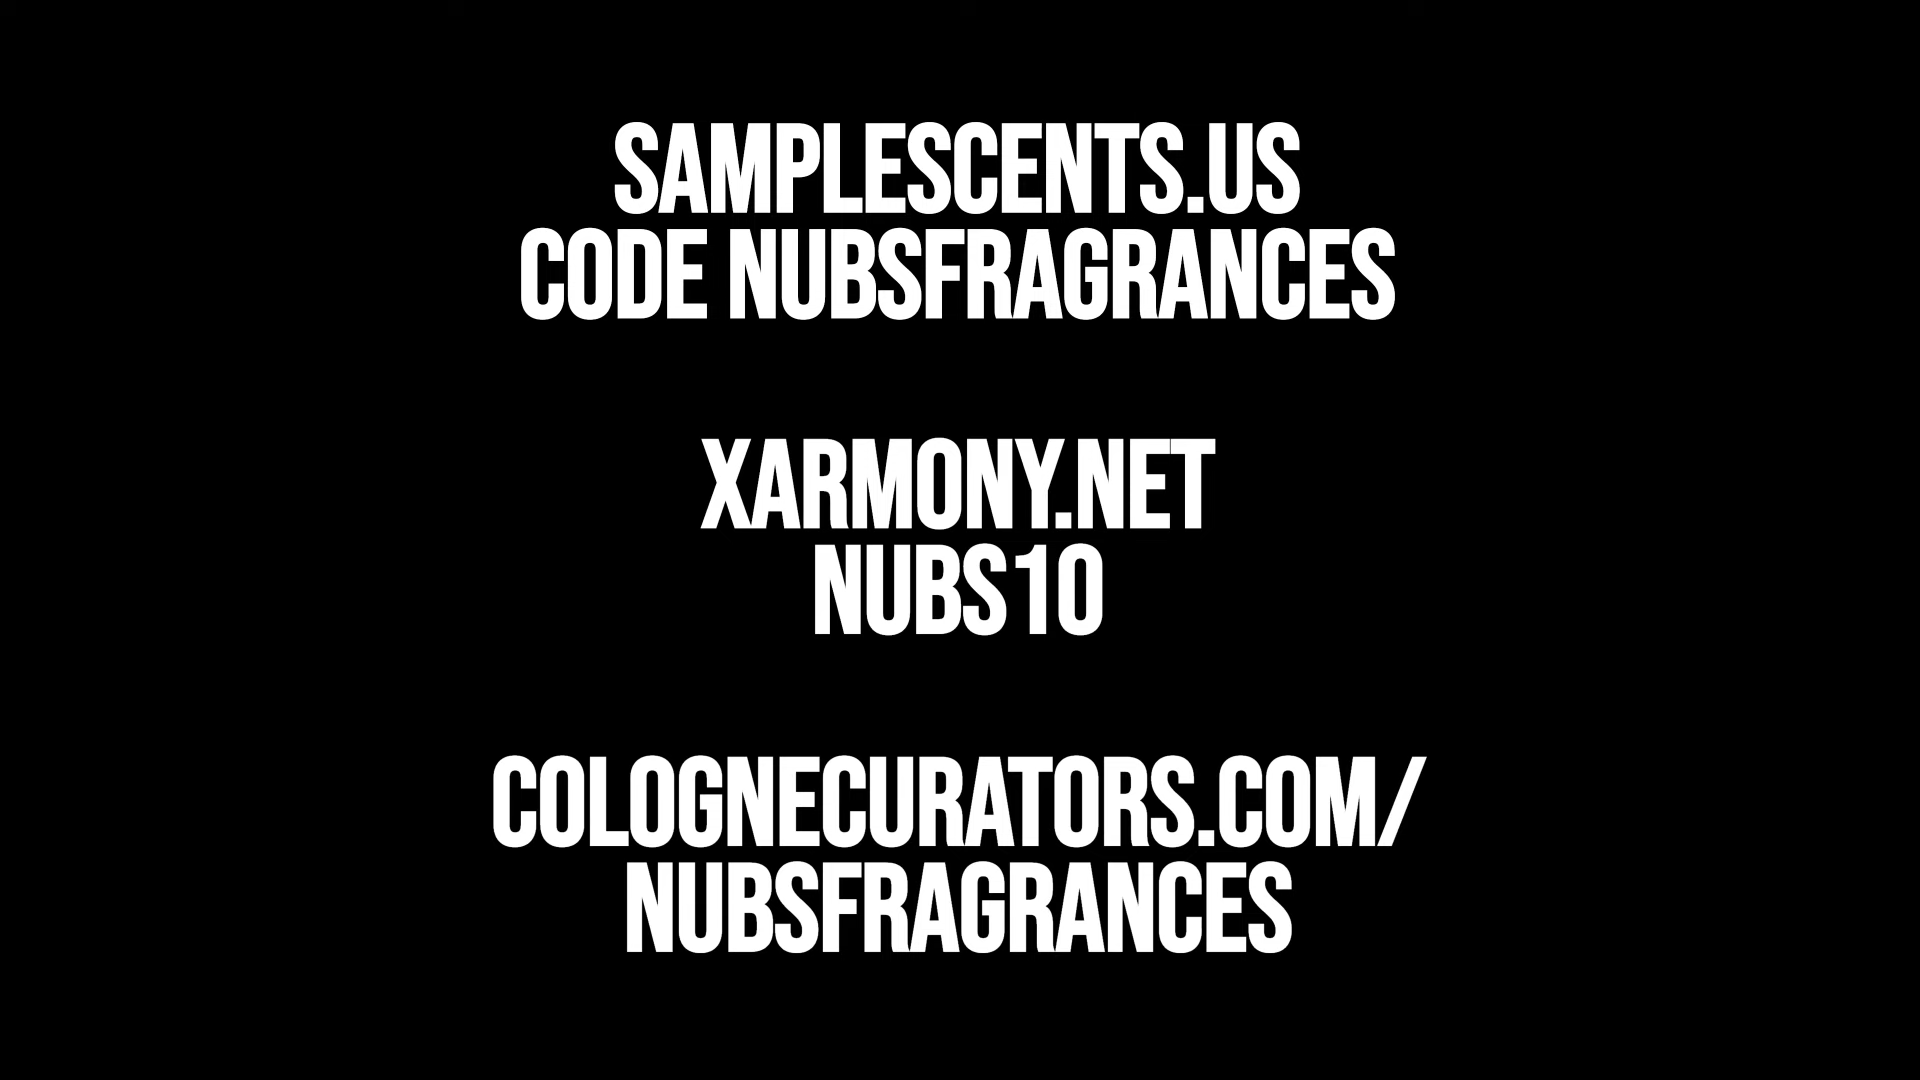 SAMPLESCENTS.US
CODE NUBSFRAGRANCES
XARMONY.NET
NUBS10
COLOGNECURATORS.COM/
NUBSFRAGRANCES